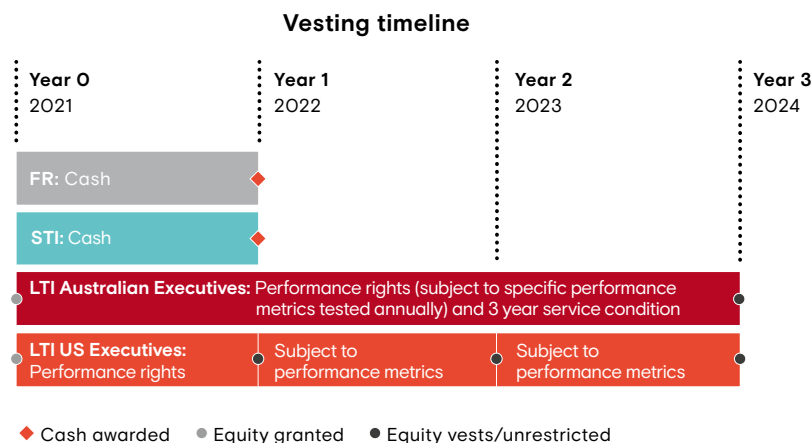 Vesting timeline
Year 0
2021
Year 1
2022
Year 2
2023
Year 3
2024
FR: Cash
STI: Cash
LTI Australian Executives: Performance rights (subject to specific performance
metrics tested annually) and 3 year service condition
LTI US Executives:
Performance rights
Subject to
performance metrics
Subject to
performance metrics
Cash awarded
Equity granted
Equity vests/unrestricted